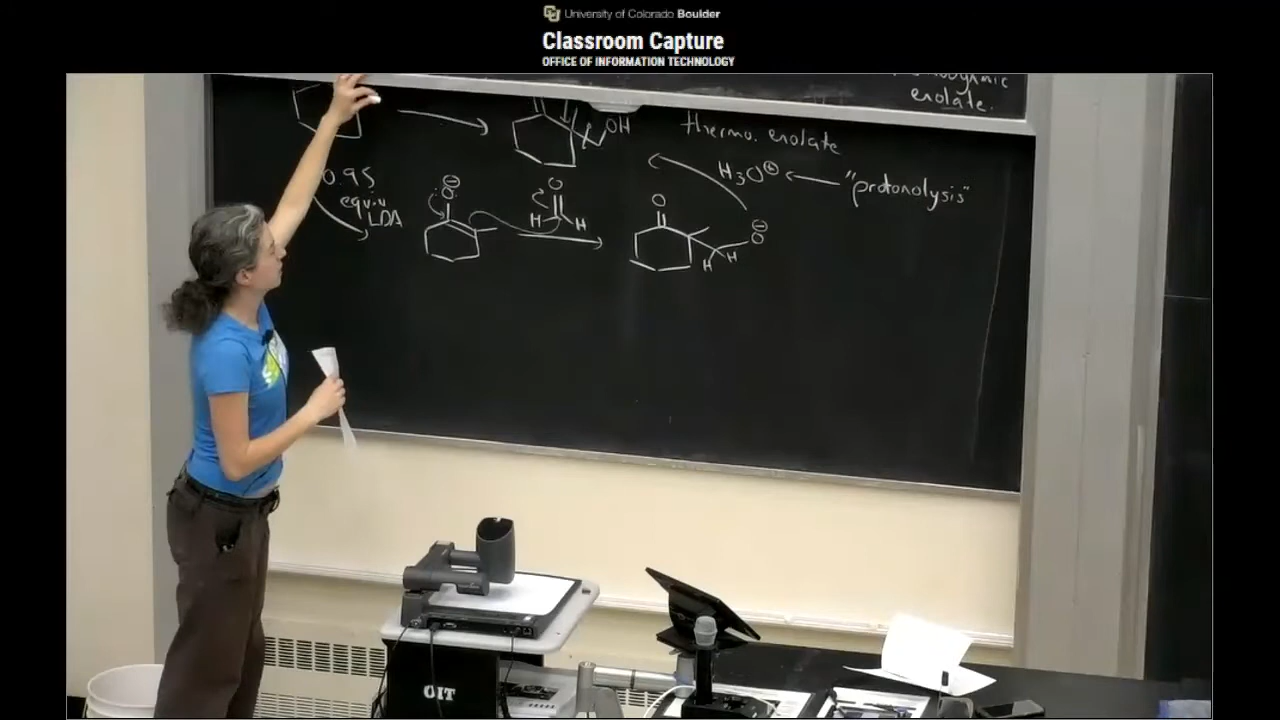 University of Colorado Boulder
Classroom Capture
OFFICE OF INFORMATION TECHNOLOGY
enolate.
OH
thermo. enolate
H₃O⊕
"protonolysis"
0.95
equiv
LDA
⊖
O
O
H
H
O
⊖
O
H
H
OIT